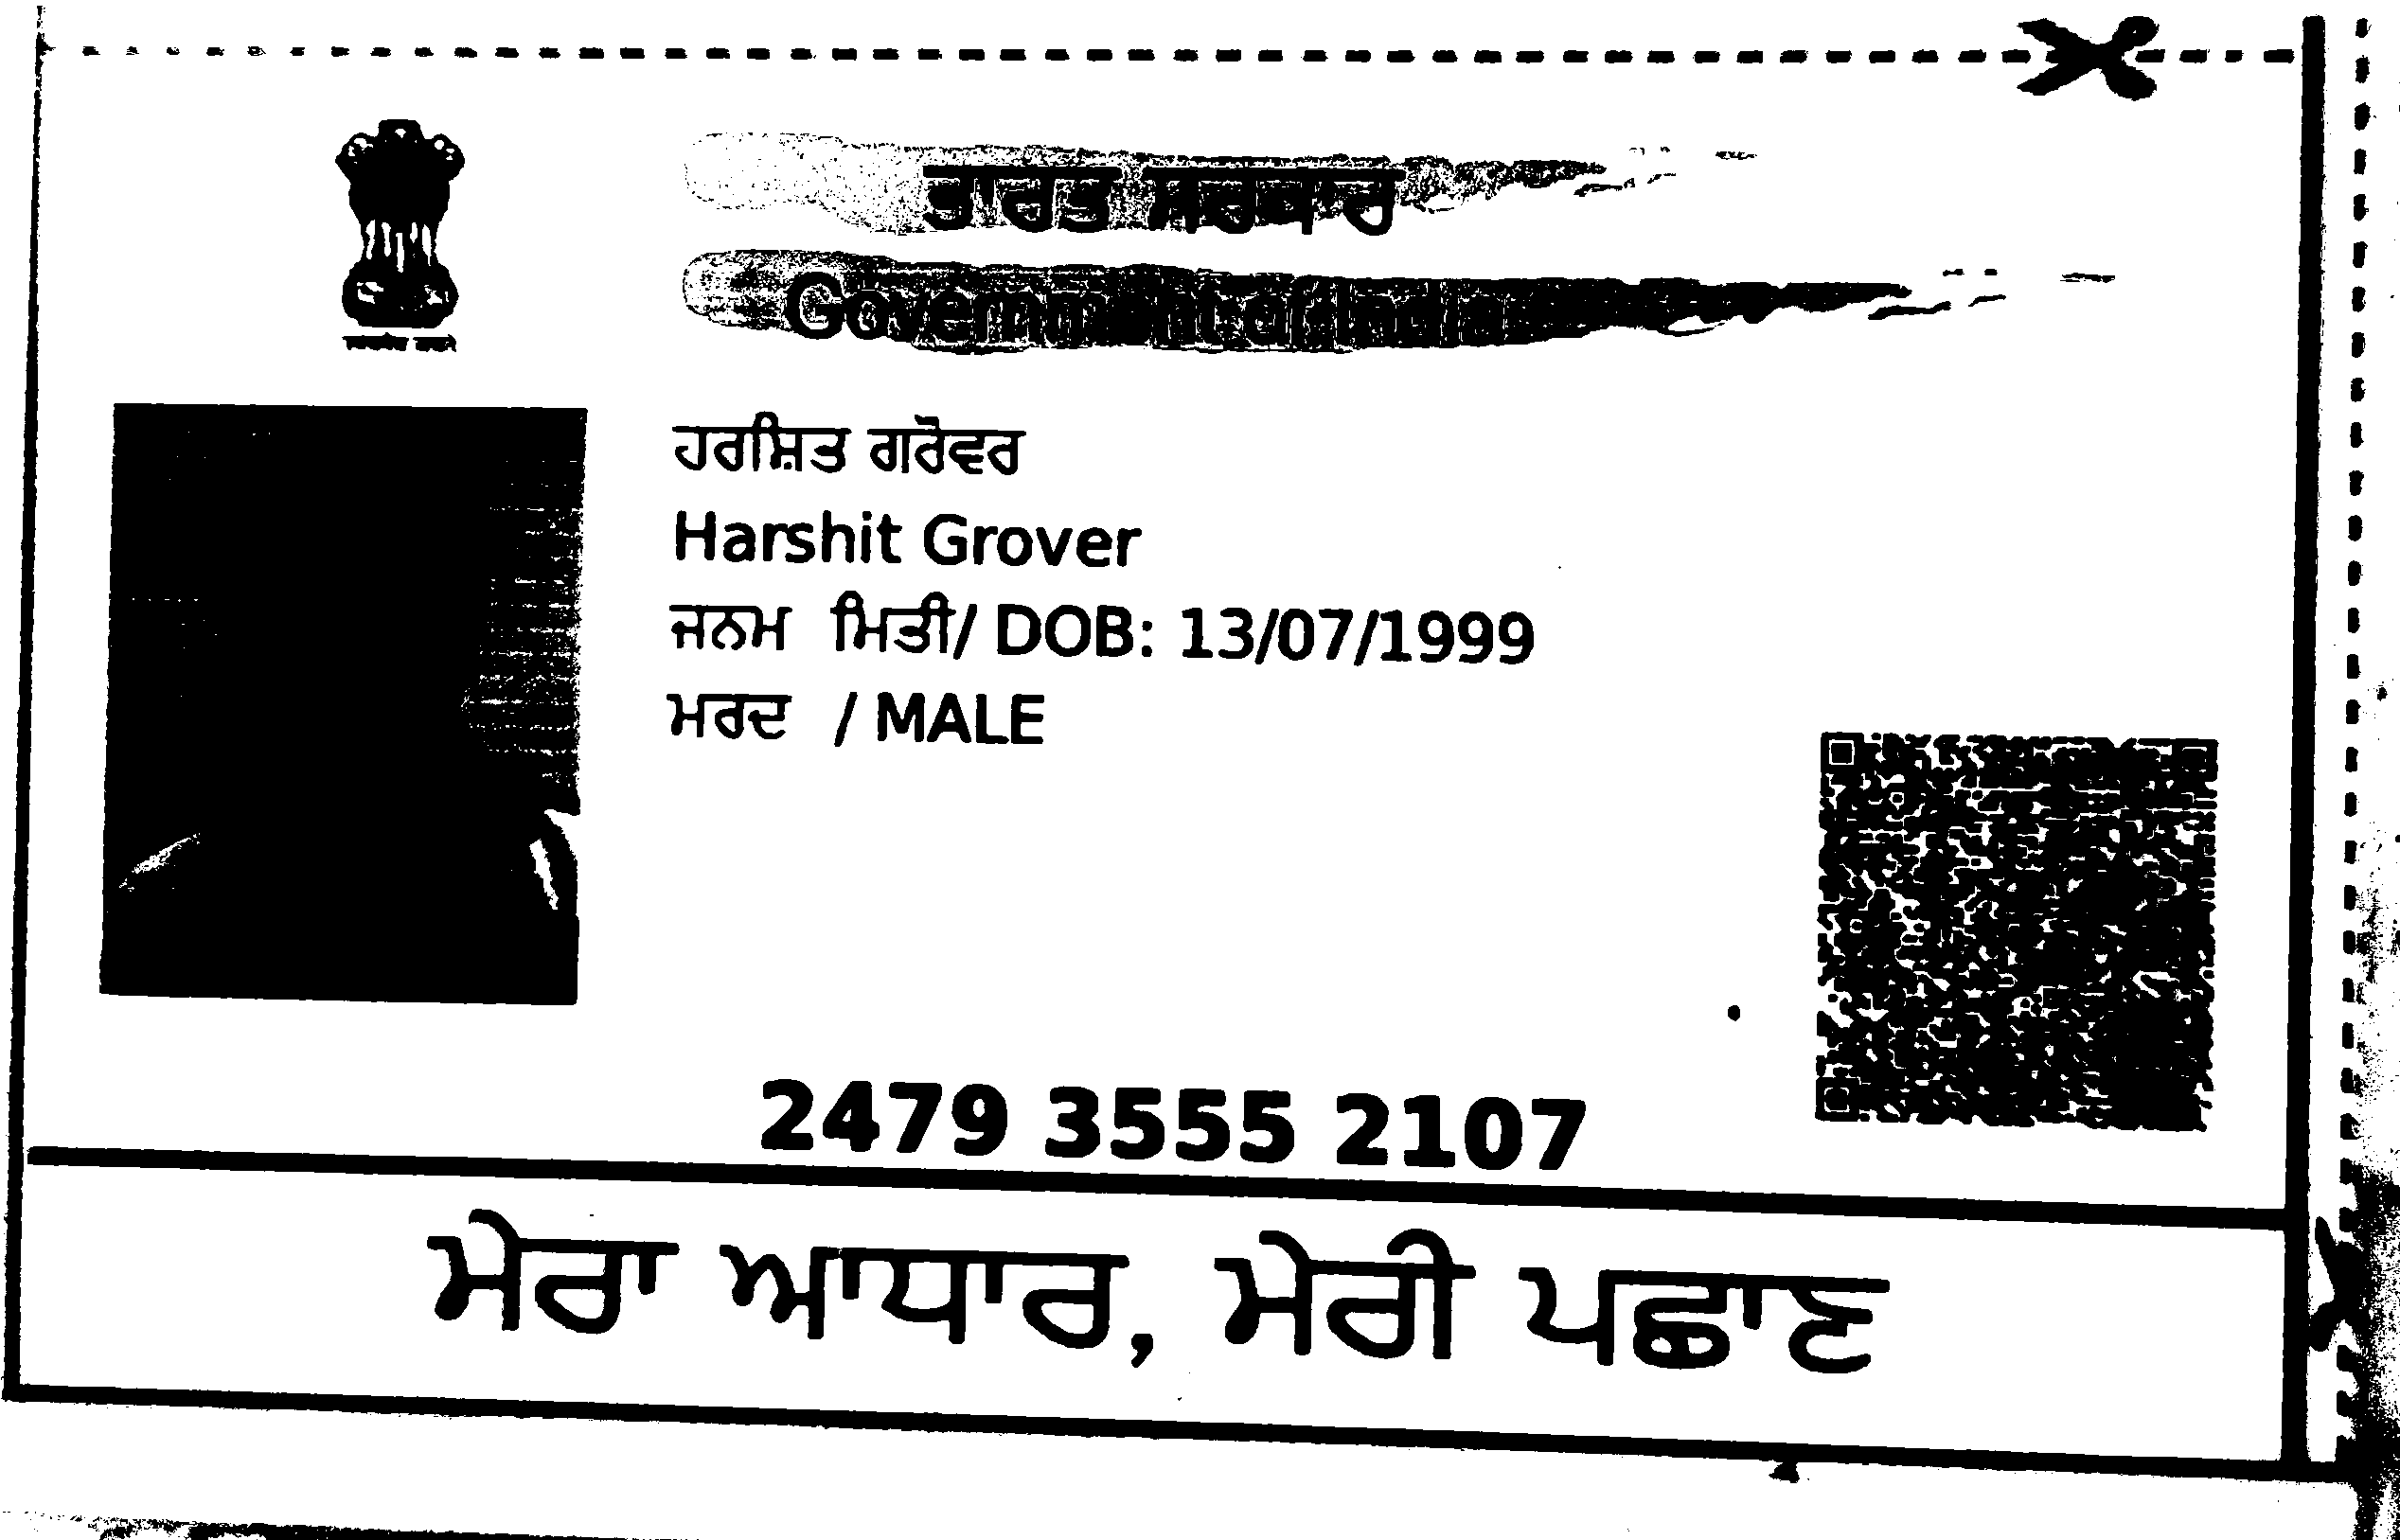 ਭਾਰਤ ਸਰਕਾਰ
Government of India
ਹਰਸ਼ਿਤ ਗਰੋਵਰ
Harshit Grover
ਜਨਮ ਮਿਤੀ/ DOB: 13/07/1999
ਮਰਦ / MALE
2479 3555 2107
ਮੇਰਾ ਆਧਾਰ, ਮੇਰੀ ਪਛਾਣ